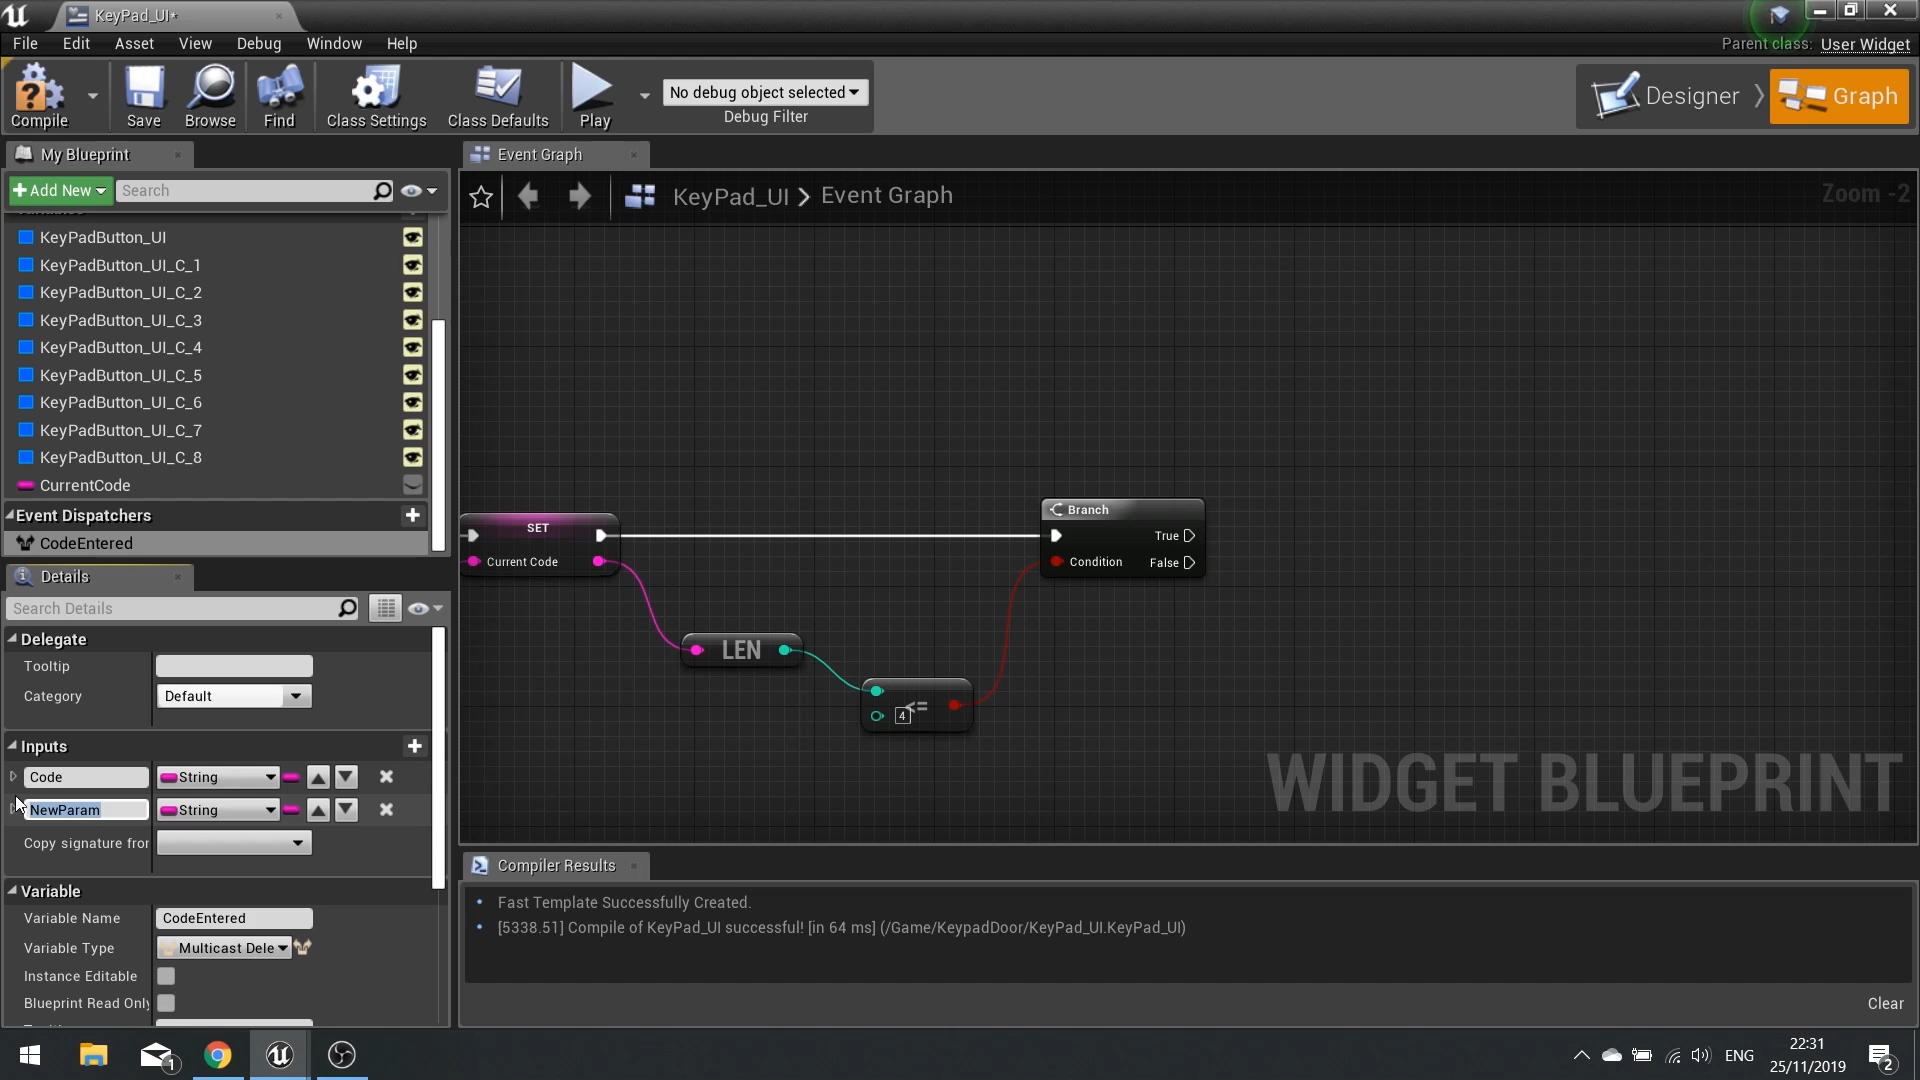 KeyPad_UI*
File Edit Asset View Debug Window Help
Parent class: User Widget
Compile
Save
Browse
Find
Class Settings
Class Defaults
Play
No debug object selected
Debug Filter
Designer
Graph
My Blueprint
Event Graph
Add New
Search
KeyPad_UI > Event Graph
Zoom -2
KeyPadButton_UI
KeyPadButton_UI_C_1
KeyPadButton_UI_C_2
KeyPadButton_UI_C_3
KeyPadButton_UI_C_4
KeyPadButton_UI_C_5
KeyPadButton_UI_C_6
KeyPadButton_UI_C_7
KeyPadButton_UI_C_8
CurrentCode
Event Dispatchers
CodeEntered
SET
Current Code
Branch
True
Condition
False
LEN
<=
4
WIDGET BLUEPRINT
Details
Search Details
Delegate
Tooltip
Category Default
Inputs
Code String
NewParam String
Copy signature fror
Variable
Variable Name CodeEntered
Variable Type Multicast Dele
Instance Editable
Blueprint Read Only
Compiler Results
Fast Template Successfully Created.
[5338.51] Compile of KeyPad_UI successful! [in 64 ms] (/Game/KeypadDoor/KeyPad_UI.KeyPad_UI)
Clear
1
ENG
22:31
25/11/2019
2